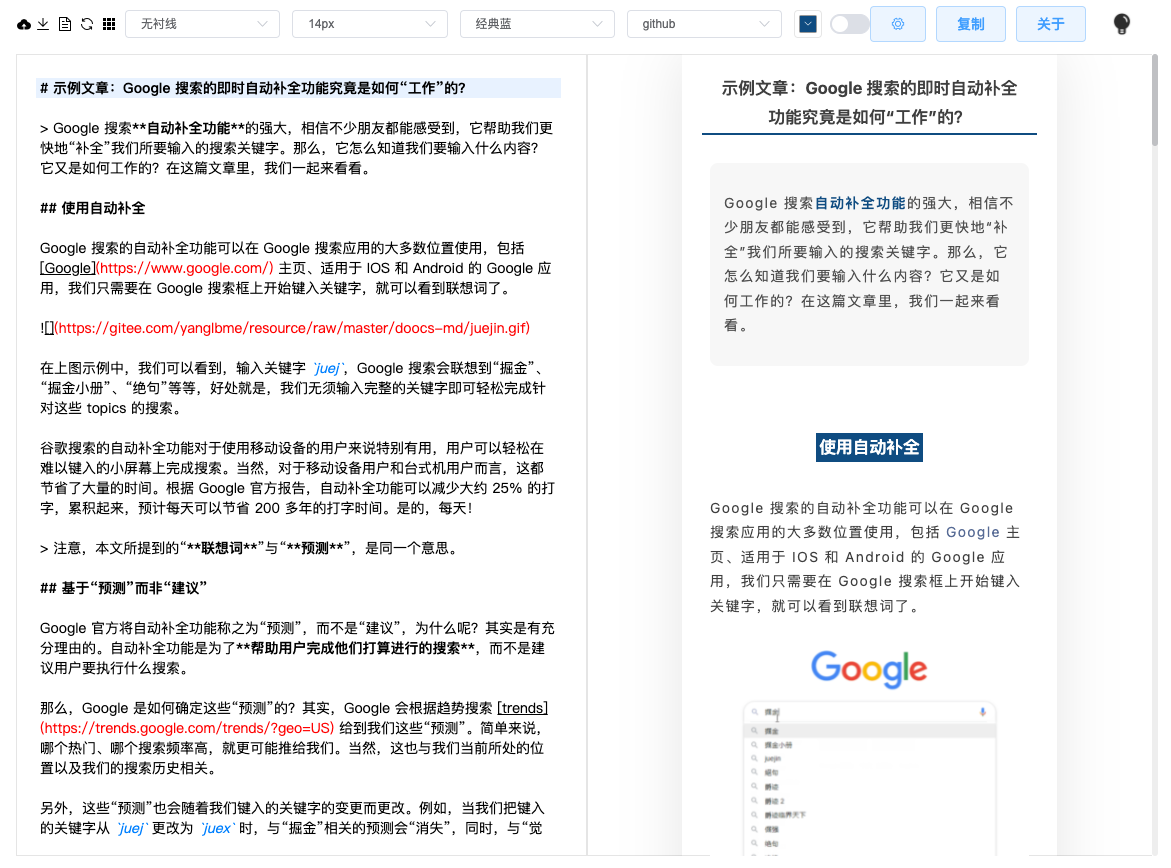 无衬线
14px
经典蓝
github
复制
关于
# 示例文章：Google 搜索的即时自动补全功能究竟是如何“工作”的?
> Google 搜索**自动补全功能**的强大，相信不少朋友都能感受到，它帮助我们更
快地“补全”我们所要输入的搜索关键字。那么，它怎么知道我们要输入什么内容？
它又是如何工作的？在这篇文章里，我们一起来看看。
## 使用自动补全
Google 搜索的自动补全功能可以在 Google 搜索应用的大多数位置使用，包括
[Google](https://www.google.com/) 主页、适用于 IOS 和 Android 的 Google 应
用，我们只需要在 Google 搜索框上开始键入关键字，就可以看到联想词了。
![](https://gitee.com/yanglbme/resource/raw/master/doocs-md/juejin.gif)
在上图示例中，我们可以看到，输入关键字 `juej`，Google 搜索会联想到“掘金”、
“掘金小册”、“绝句”等等，好处就是，我们无须输入完整的关键字即可轻松完成针
对这些 topics 的搜索。
谷歌搜索的自动补全功能对于使用移动设备的用户来说特别有用，用户可以轻松在
难以键入的小屏幕上完成搜索。当然，对于移动设备用户和台式机用户而言，这都
节省了大量的时间。根据 Google 官方报告，自动补全功能可以减少大约 25% 的打
字，累积起来，预计每天可以节省 200 多年的打字时间。是的，每天！
> 注意，本文所提到的“**联想词**”与“**预测**”，是同一个意思。
## 基于“预测”而非“建议”
Google 官方将自动补全功能称之为“预测”，而不是“建议”，为什么呢？其实是有充
分理由的。自动补全功能是为了**帮助用户完成他们打算进行的搜索**，而不是建
议用户要执行什么搜索。
那么，Google 是如何确定这些“预测”的？其实，Google 会根据趋势搜索 [trends]
(https://trends.google.com/trends/?geo=US) 给到我们这些“预测”。简单来说，
哪个热门、哪个搜索频率高，就更可能推给我们。当然，这也与我们当前所处的位
置以及我们的搜索历史相关。
另外，这些“预测”也会随着我们键入的关键字的变更而更改。例如，当我们把键入
的关键字从 `juej` 更改为 `juex` 时，与“掘金”相关的预测会“消失”，同时，与“觉
示例文章：Google 搜索的即时自动补全
功能究竟是如何“工作”的?
Google 搜索自动补全功能的强大，相信不
少朋友都能感受到，它帮助我们更快地“补
全”我们所要输入的搜索关键字。那么，它
怎么知道我们要输入什么内容？它又是如
何工作的？在这篇文章里，我们一起来看
看。
使用自动补全
Google 搜索的自动补全功能可以在 Google
搜索应用的大多数位置使用，包括 Google 主
页、适用于 IOS 和 Android 的 Google 应
用，我们只需要在 Google 搜索框上开始键入
关键字，就可以看到联想词了。
Google
掘金
掘金
掘金小册
juejin
绝句
爵迹
爵迹 2
爵迹临界天下
倔强